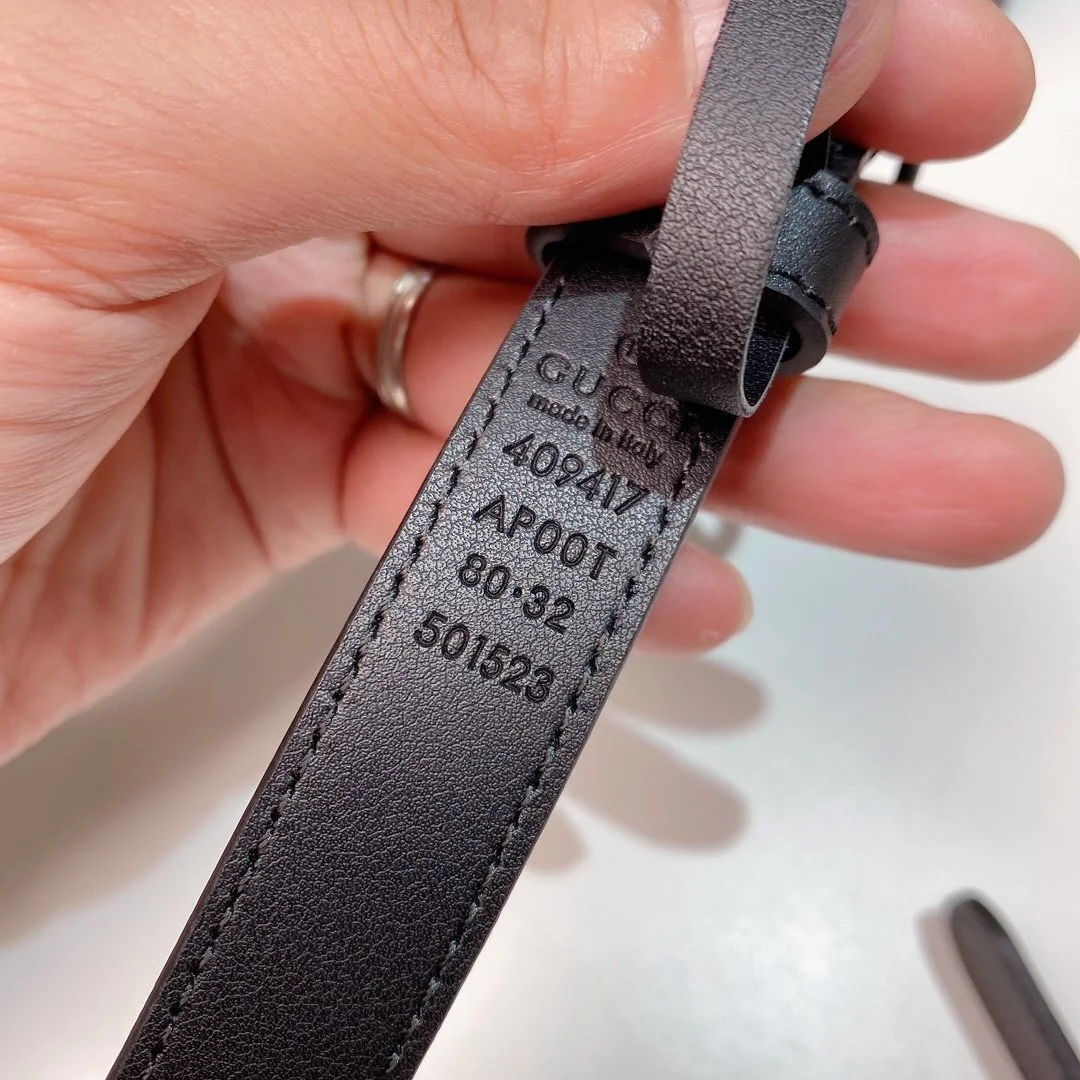 GUCCI
made in italy
409417
AP00T
80·32
501523